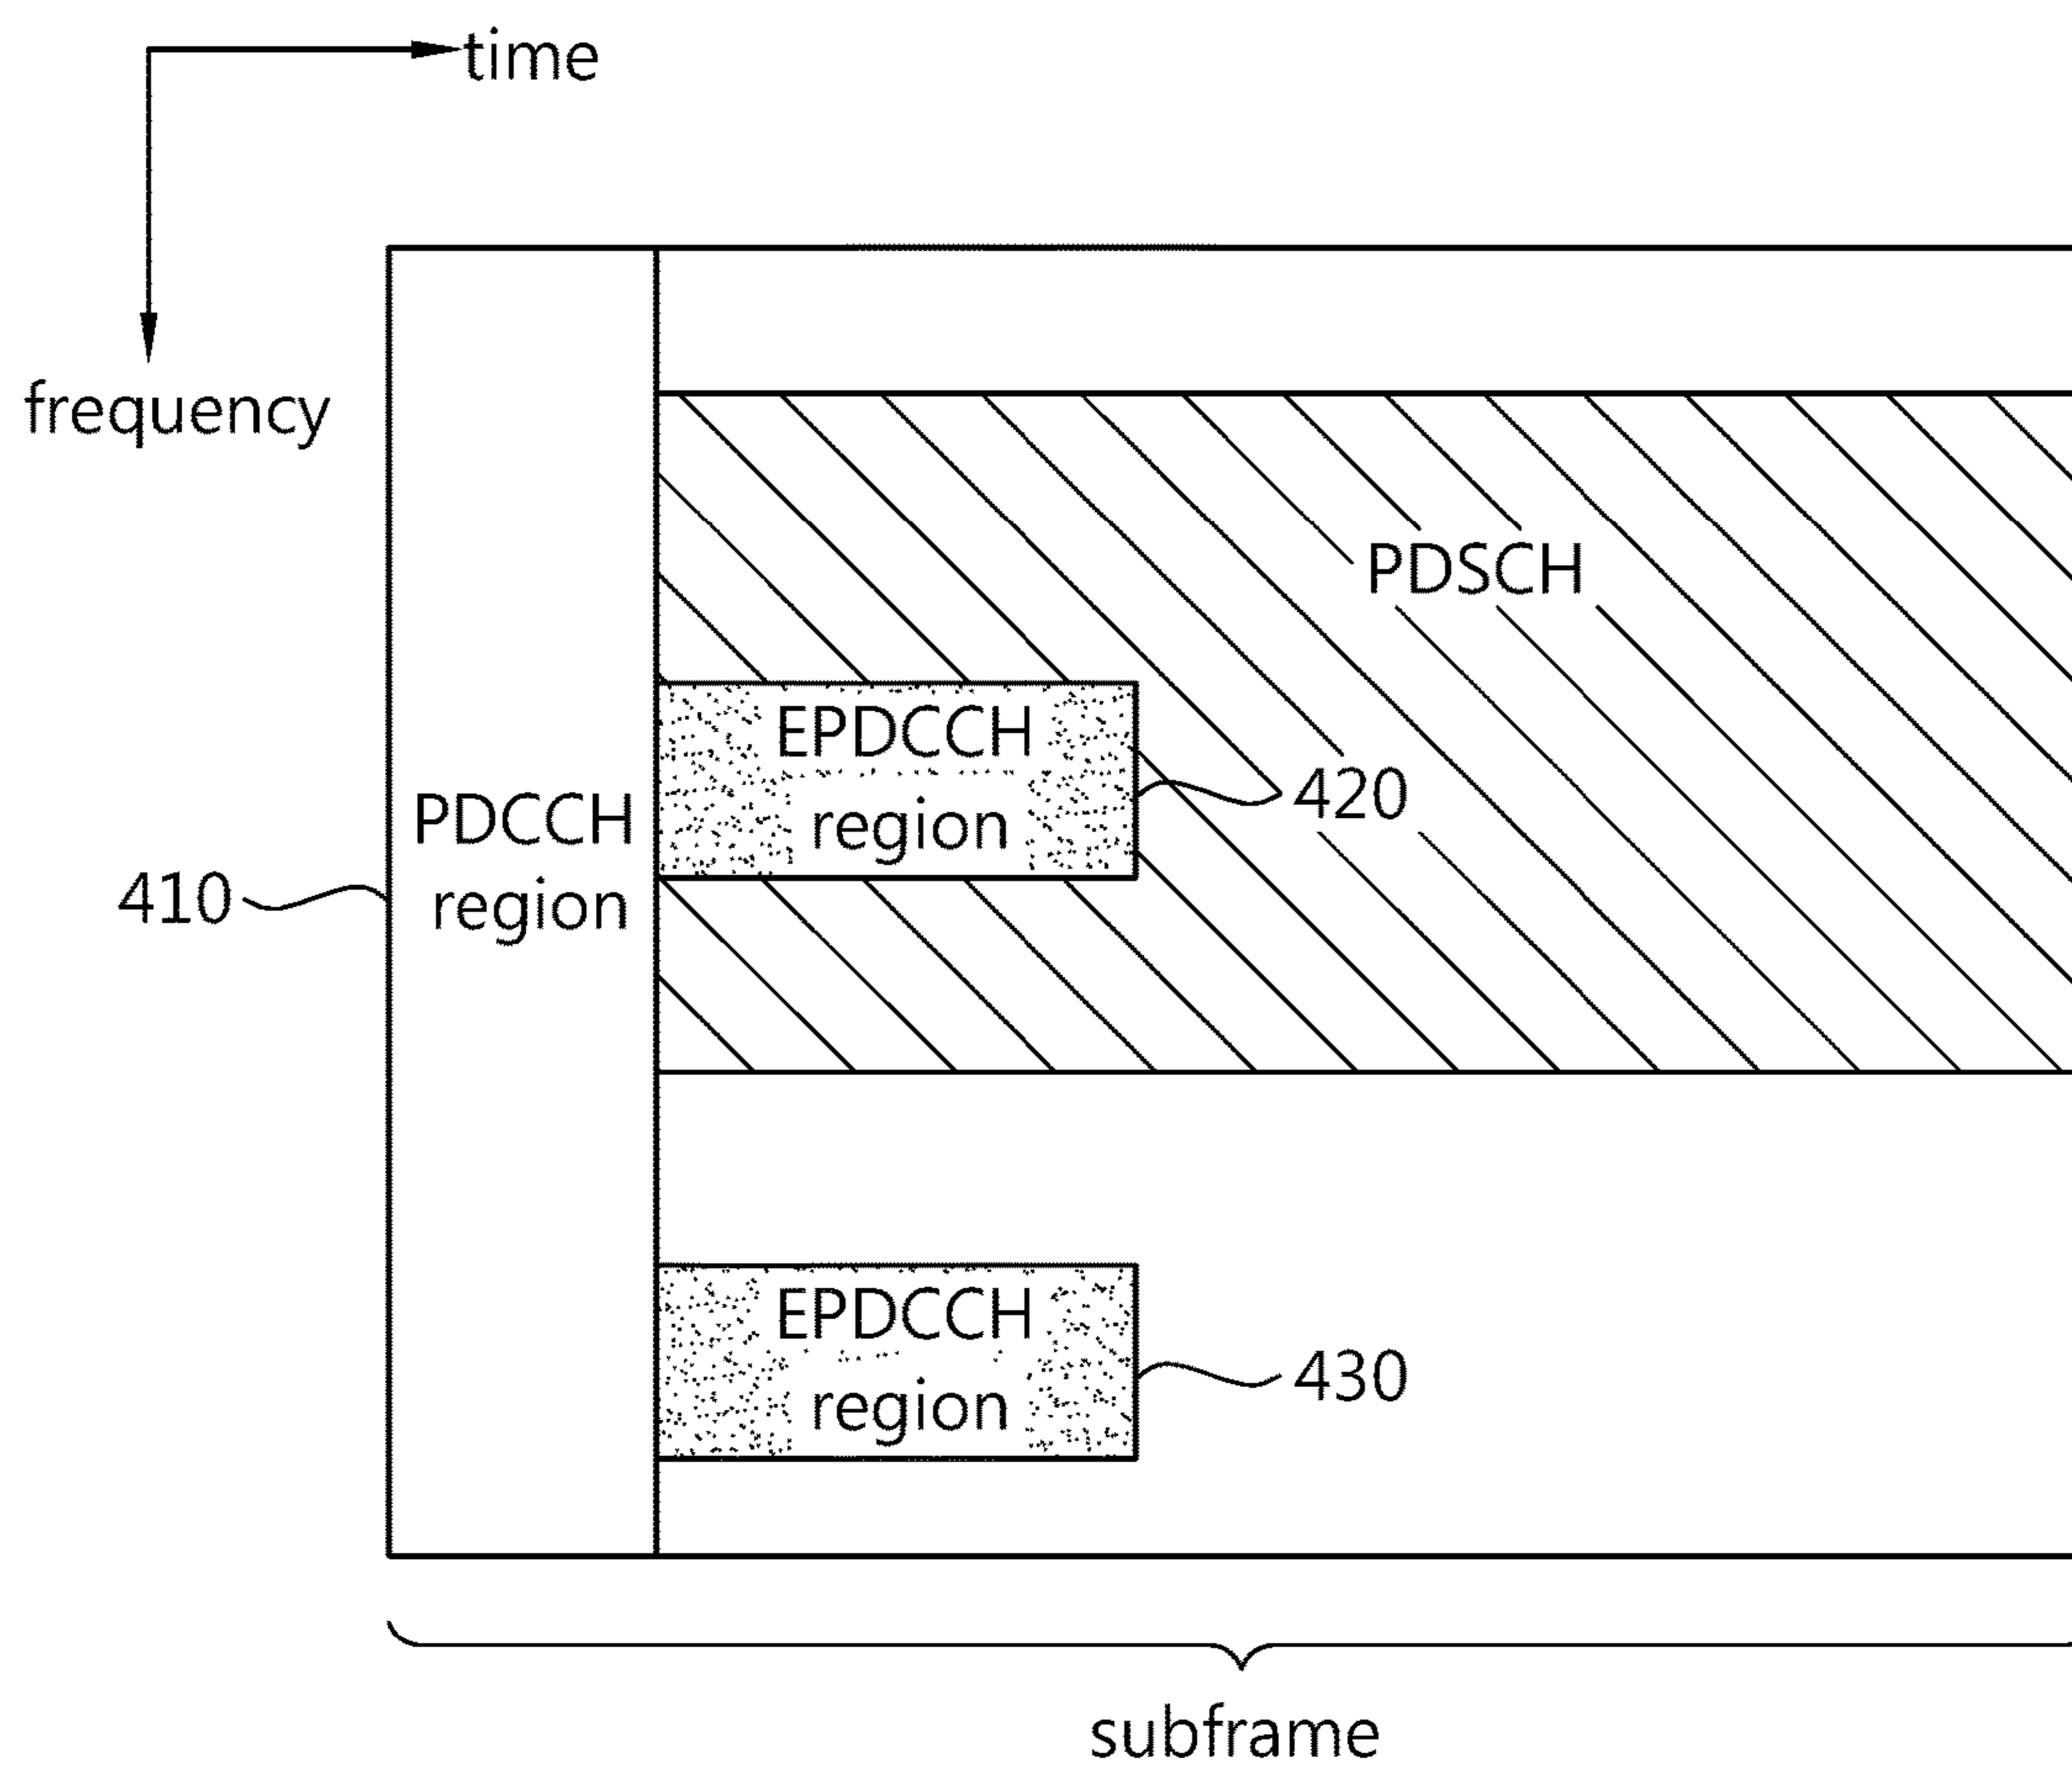 time
frequency
PDSCH
EPDCCH
region
420
PDCCH
region
410
EPDCCH
region
430
subframe